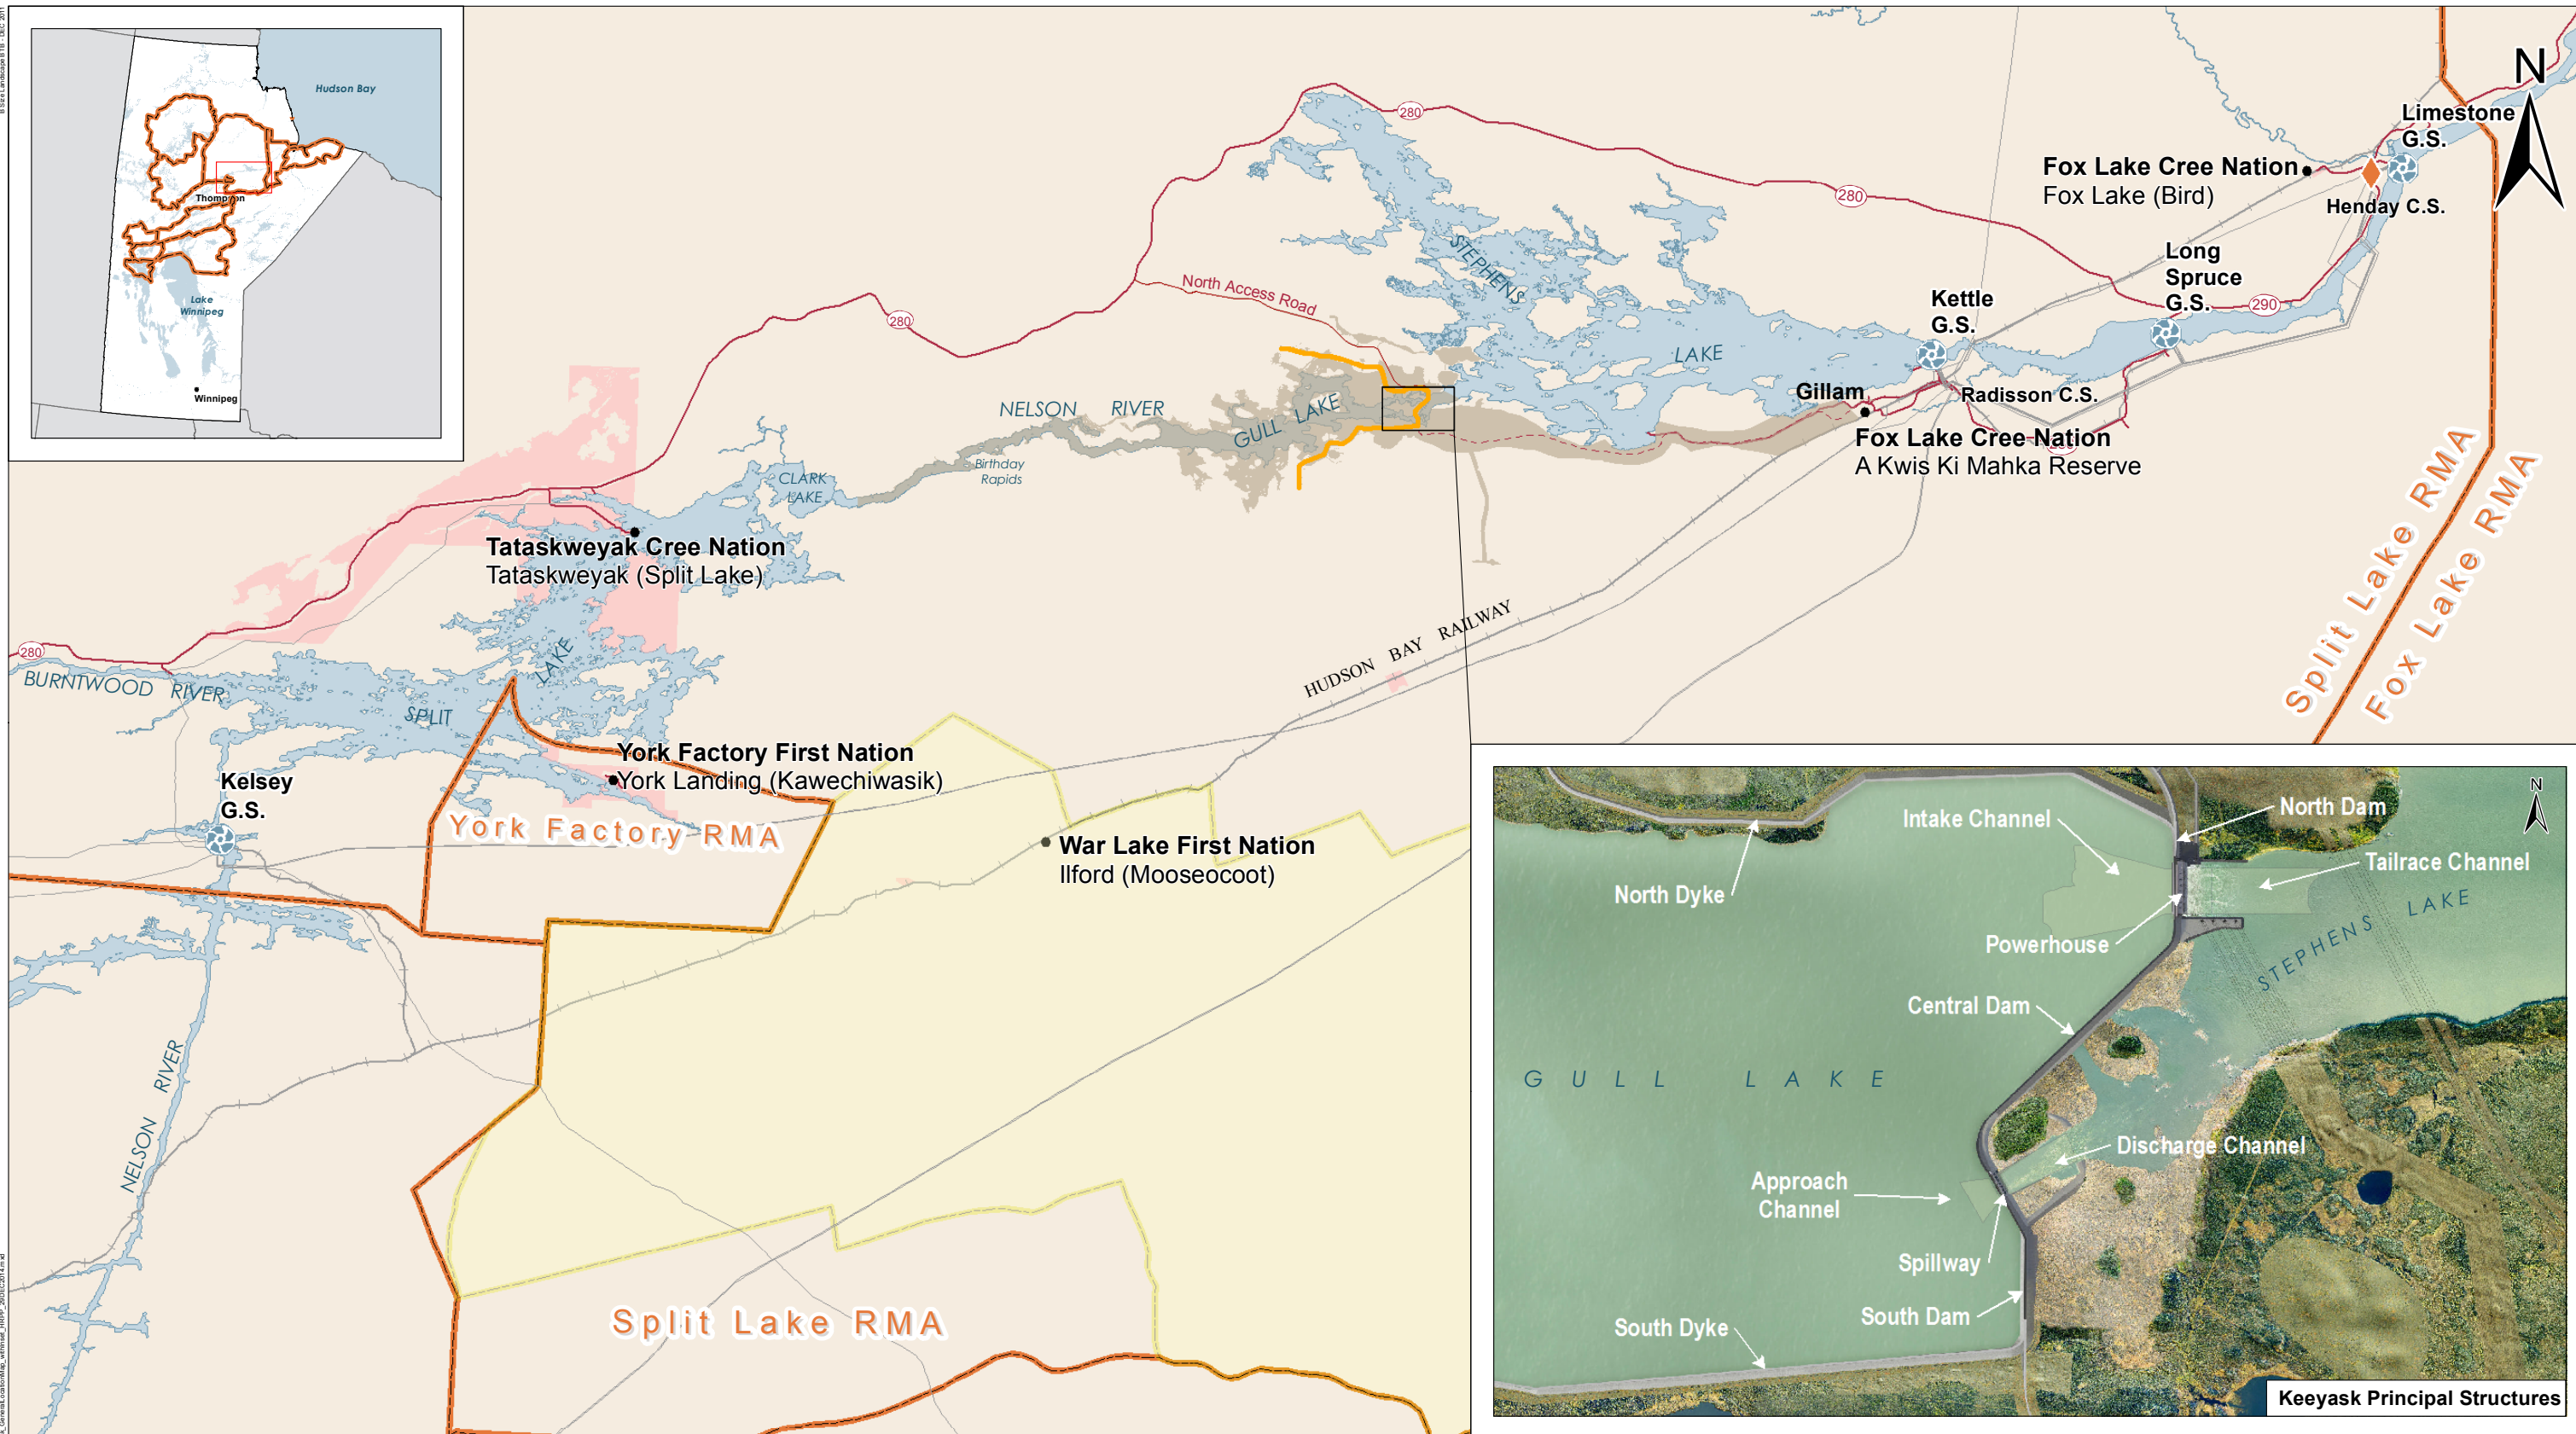 Hudson Bay
Thompson
Lake
Winnipeg
Winnipeg
N
280
280
280
280
290
North Access Road
STEPHENS
LAKE
Limestone
G.S.
Fox Lake Cree Nation
Fox Lake (Bird)
Henday C.S.
Long
Spruce
G.S.
Kettle
G.S.
Gillam
Radisson C.S.
Fox Lake Cree Nation
A Kwis Ki Mahka Reserve
NELSON RIVER
GULL LAKE
Birthday
Rapids
CLARK
LAKE
Tataskweyak Cree Nation
Tataskweyak (Split Lake)
BURNTWOOD RIVER
SPLIT
LAKE
HUDSON BAY RAILWAY
Split Lake RMA
Fox Lake RMA
York Factory First Nation
York Landing (Kawechiwasik)
Kelsey
G.S.
York Factory RMA
War Lake First Nation
Ilford (Mooseocoot)
NELSON RIVER
Split Lake RMA
N
North Dam
Intake Channel
Tailrace Channel
North Dyke
STEPHENS LAKE
Powerhouse
Central Dam
GULL LAKE
Discharge Channel
Approach
Channel
Spillway
South Dam
South Dyke
Keeyask Principal Structures